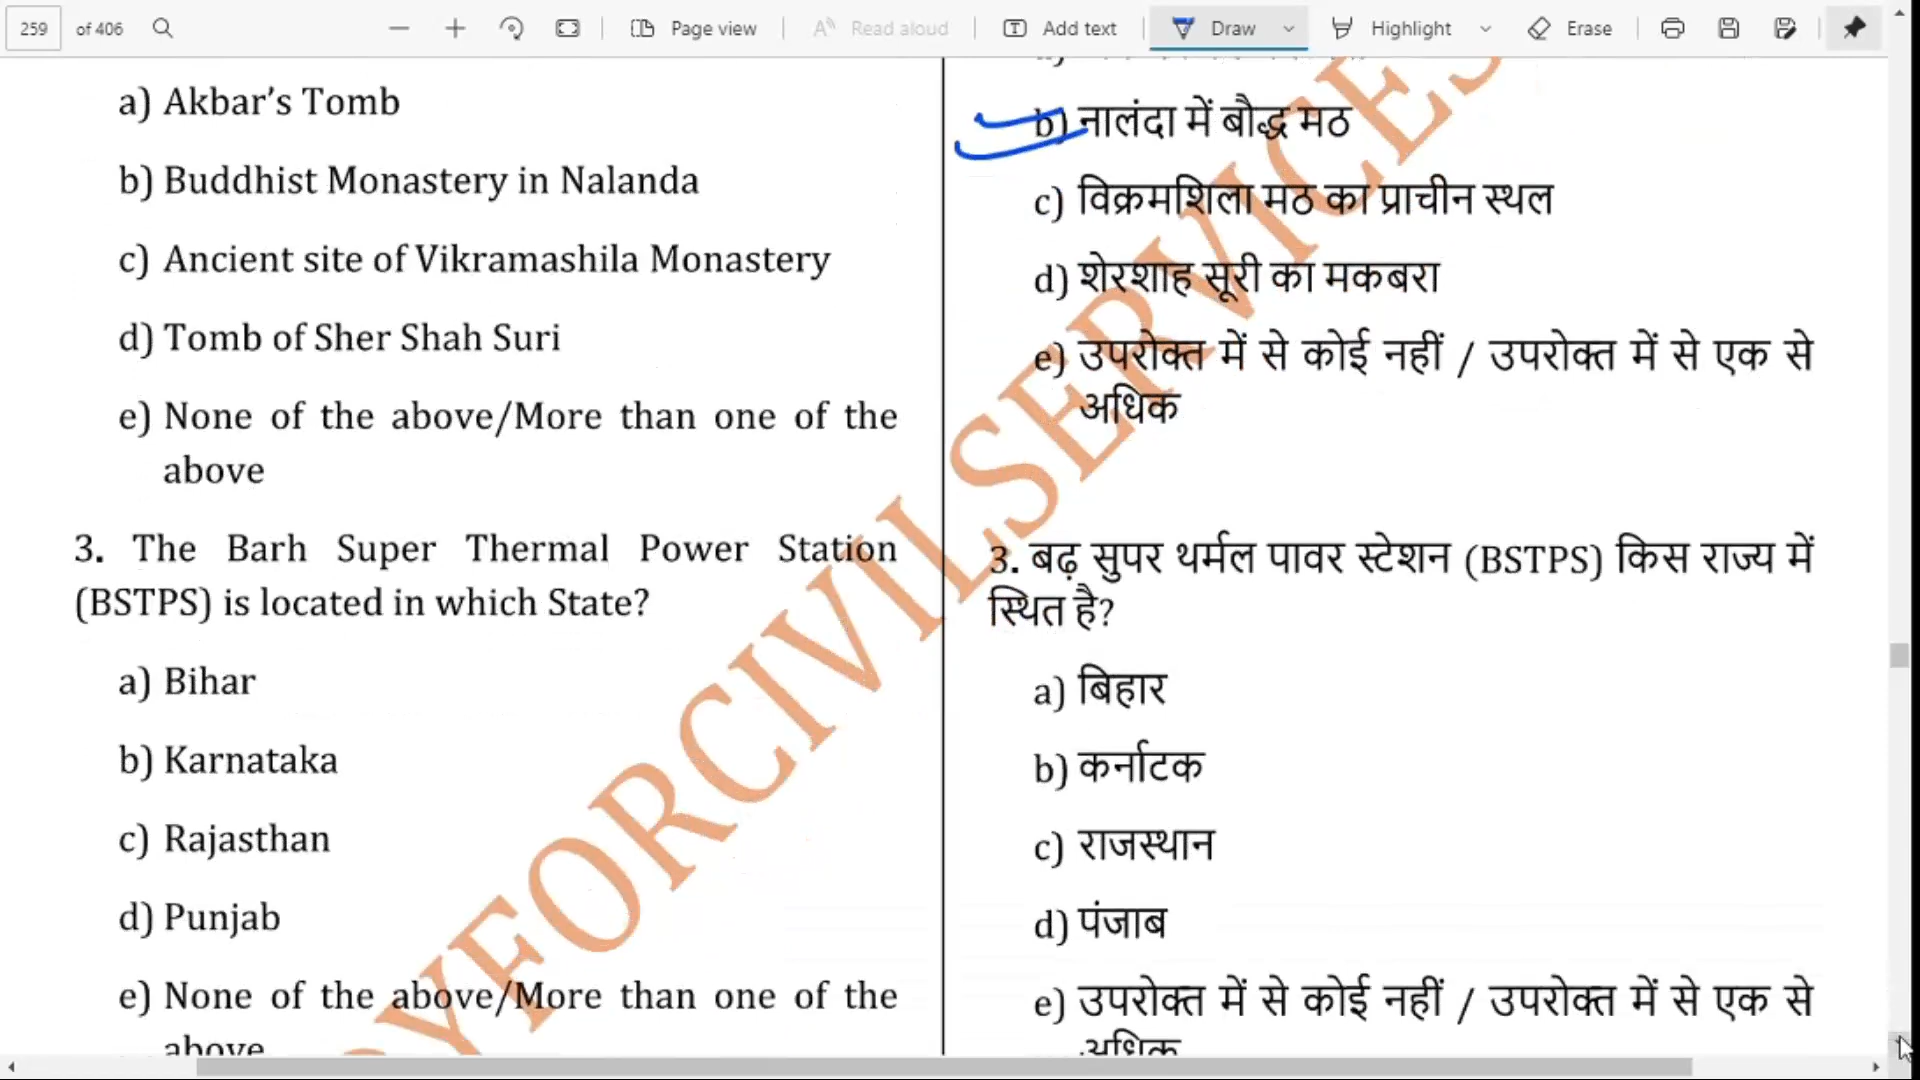 259 of 406 Page view Read aloud Add text Draw Highlight Erase
a) Akbar’s Tomb
b) Buddhist Monastery in Nalanda
c) Ancient site of Vikramashila Monastery
d) Tomb of Sher Shah Suri
e) None of the above/More than one of the
above
3. The Barh Super Thermal Power Station
(BSTPS) is located in which State?
a) Bihar
b) Karnataka
c) Rajasthan
d) Punjab
e) None of the above/More than one of the
above
b) नालंदा में बौद्ध मठ
c) विक्रमशिला मठ का प्राचीन स्थल
d) शेरशाह सूरी का मकबरा
e) उपरोक्त में से कोई नहीं / उपरोक्त में से एक से
अधिक
3. बढ़ सुपर थर्मल पावर स्टेशन (BSTPS) किस राज्य में
स्थित है?
a) बिहार
b) कर्नाटक
c) राजस्थान
d) पंजाब
e) उपरोक्त में से कोई नहीं / उपरोक्त में से एक से
अधिक
YFORCIVILSERVICES